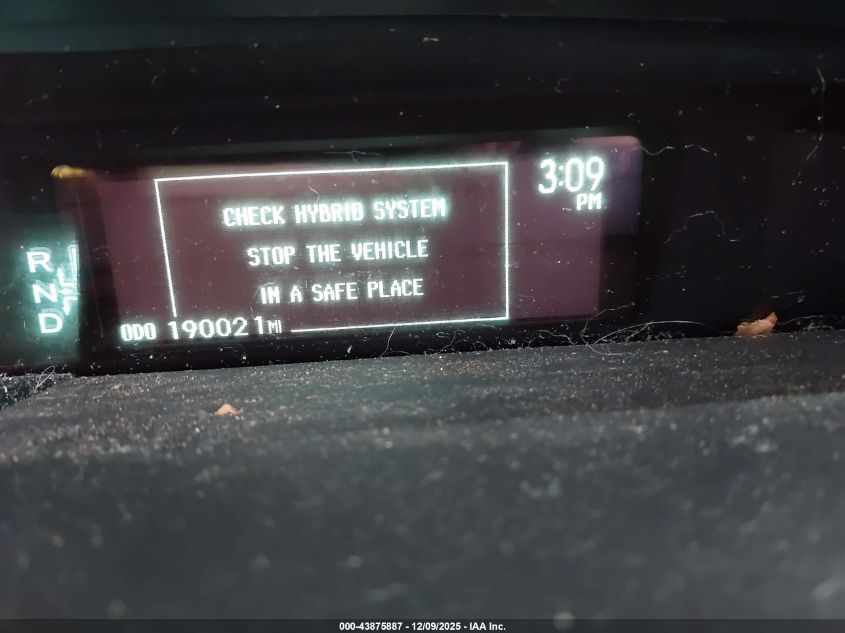 CHECK HYBRID SYSTEM
STOP THE VEHICLE
IN A SAFE PLACE
3:09
PM
R
N
D
ODO 190021 MI
000-43875887 - 12/09/2025 - IAA Inc.